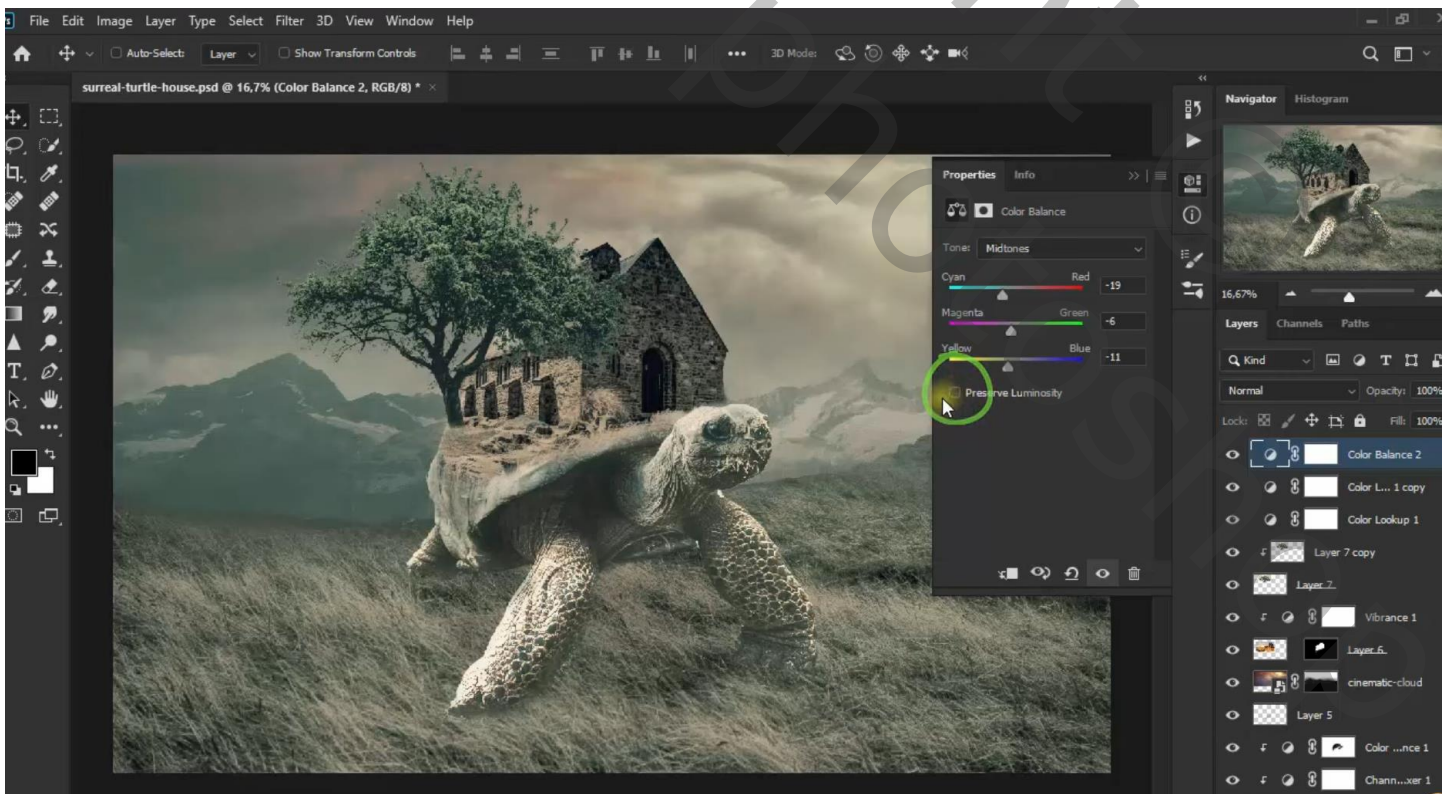 File Edit Image Layer Type Select Filter 3D View Window Help
Auto-Select: Layer Show Transform Controls 3D Mode:
surreal-turtle-house.psd @ 16,7% (Color Balance 2, RGB/8) * ×
Navigator Histogram
Properties Info
Color Balance
Tone: Midtones
Cyan Red -19
Magenta Green -6
Yellow Blue -11
Preserve Luminosity
16,67%
Layers Channels Paths
Kind
Normal Opacity: 100%
Lock: Fill: 100%
Color Balance 2
Color L... 1 copy
Color Lookup 1
Layer 7 copy
Layer 7
Vibrance 1
Layer 6
cinematic-cloud
Layer 5
Color ...nce 1
Chann...xer 1